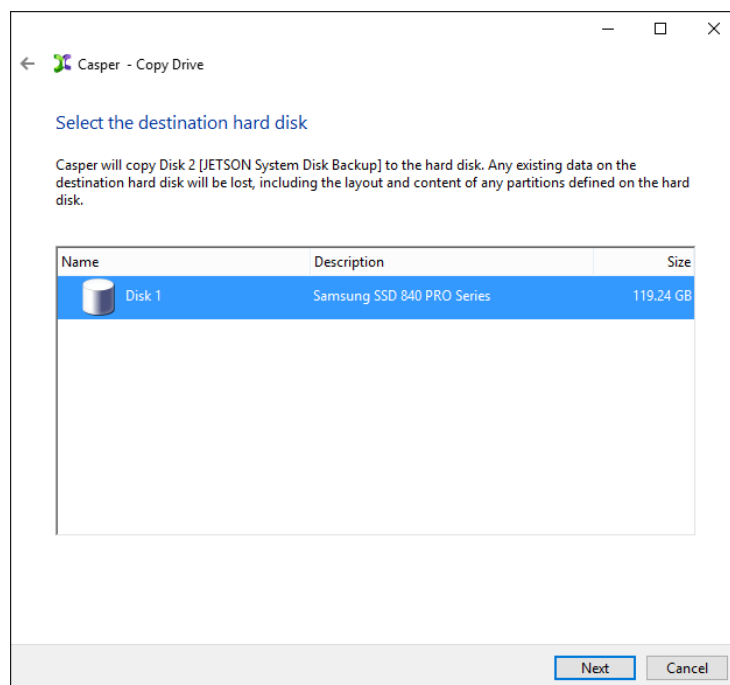 Casper - Copy Drive
Select the destination hard disk
Casper will copy Disk 2 [JETSON System Disk Backup] to the hard disk. Any existing data on the
destination hard disk will be lost, including the layout and content of any partitions defined on the hard
disk.
Name Description Size
Disk 1 Samsung SSD 840 PRO Series 119.24 GB
Next Cancel